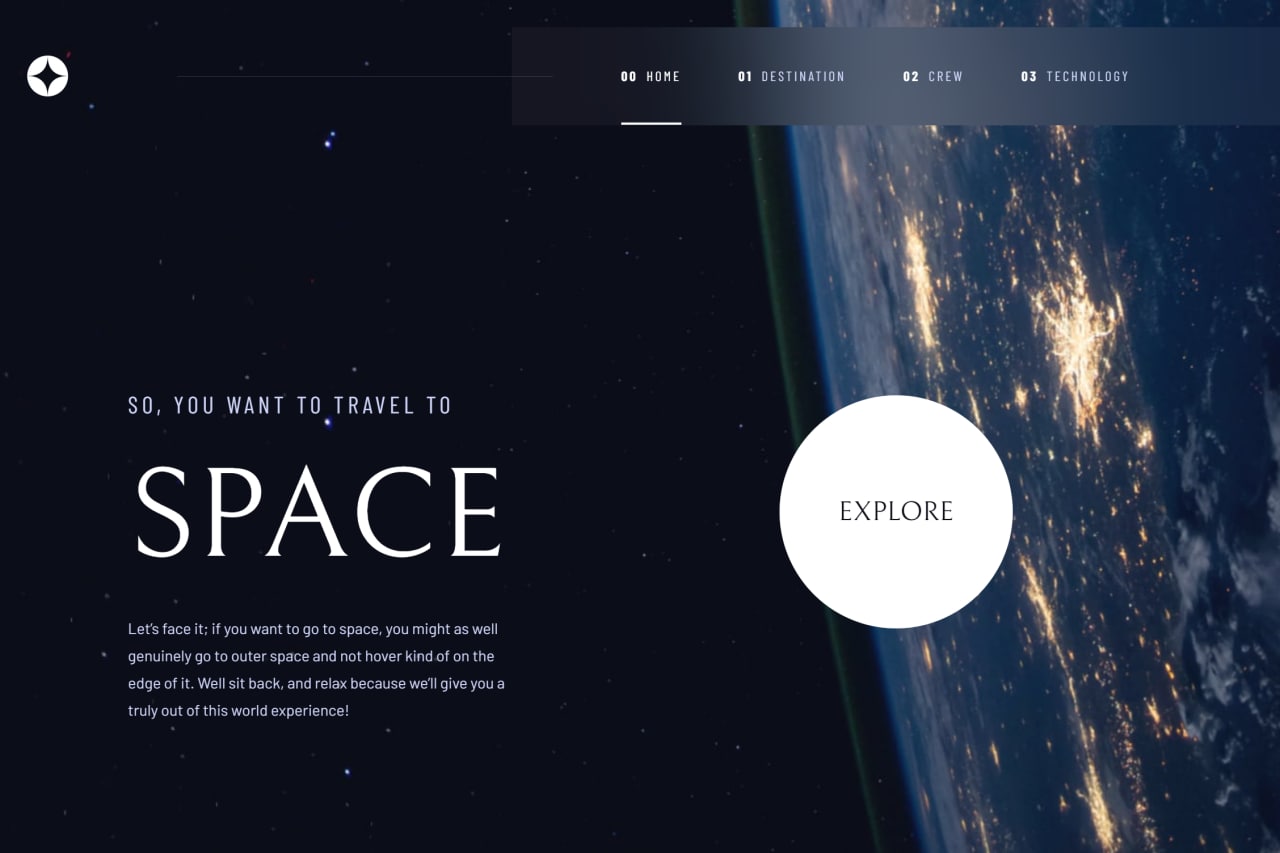 00 HOME 01 DESTINATION 02 CREW 03 TECHNOLOGY
SO, YOU WANT TO TRAVEL TO
SPACE
EXPLORE
Let’s face it; if you want to go to space, you might as well
genuinely go to outer space and not hover kind of on the
edge of it. Well sit back, and relax because we’ll give you a
truly out of this world experience!